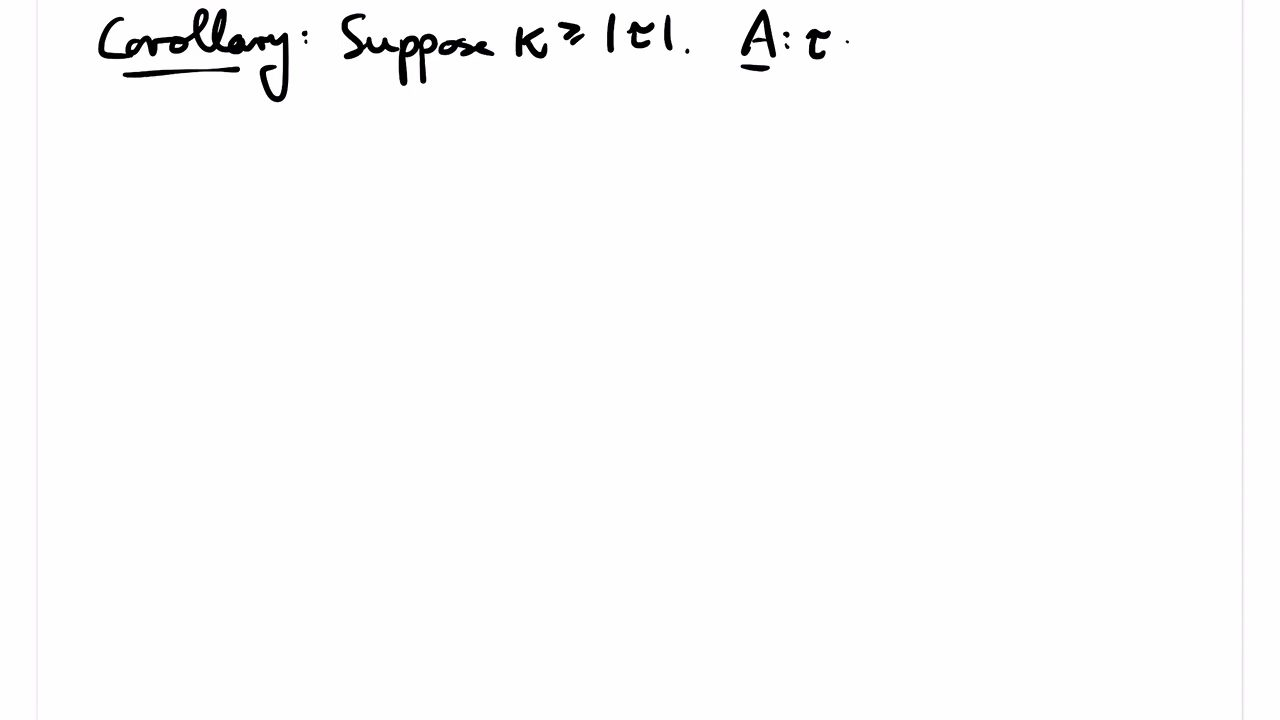 Corollary: Suppose κ ≥ |τ|. A: τ.